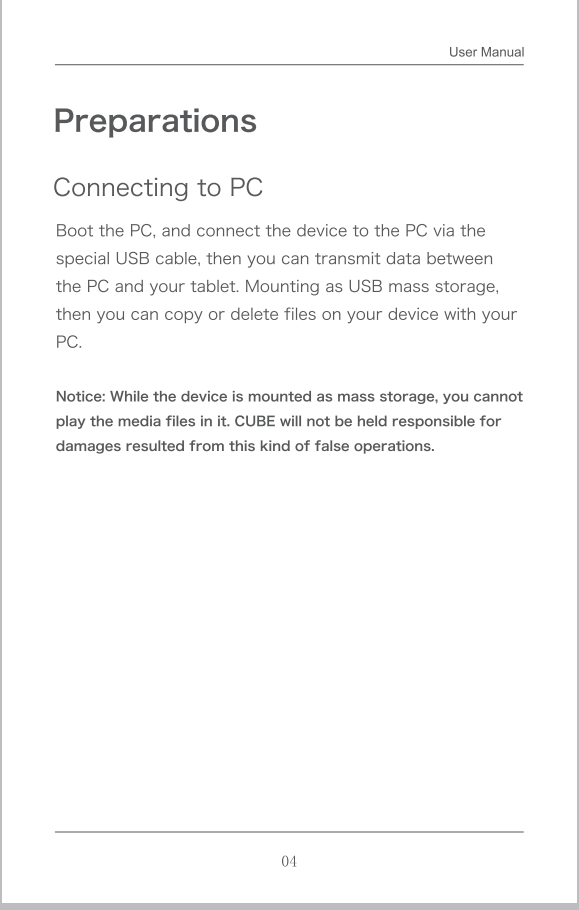 User Manual
Preparations
Connecting to PC
Boot the PC, and connect the device to the PC via the
special USB cable, then you can transmit data between
the PC and your tablet. Mounting as USB mass storage,
then you can copy or delete files on your device with your
PC.
Notice: While the device is mounted as mass storage, you cannot
play the media files in it. CUBE will not be held responsible for
damages resulted from this kind of false operations.
04